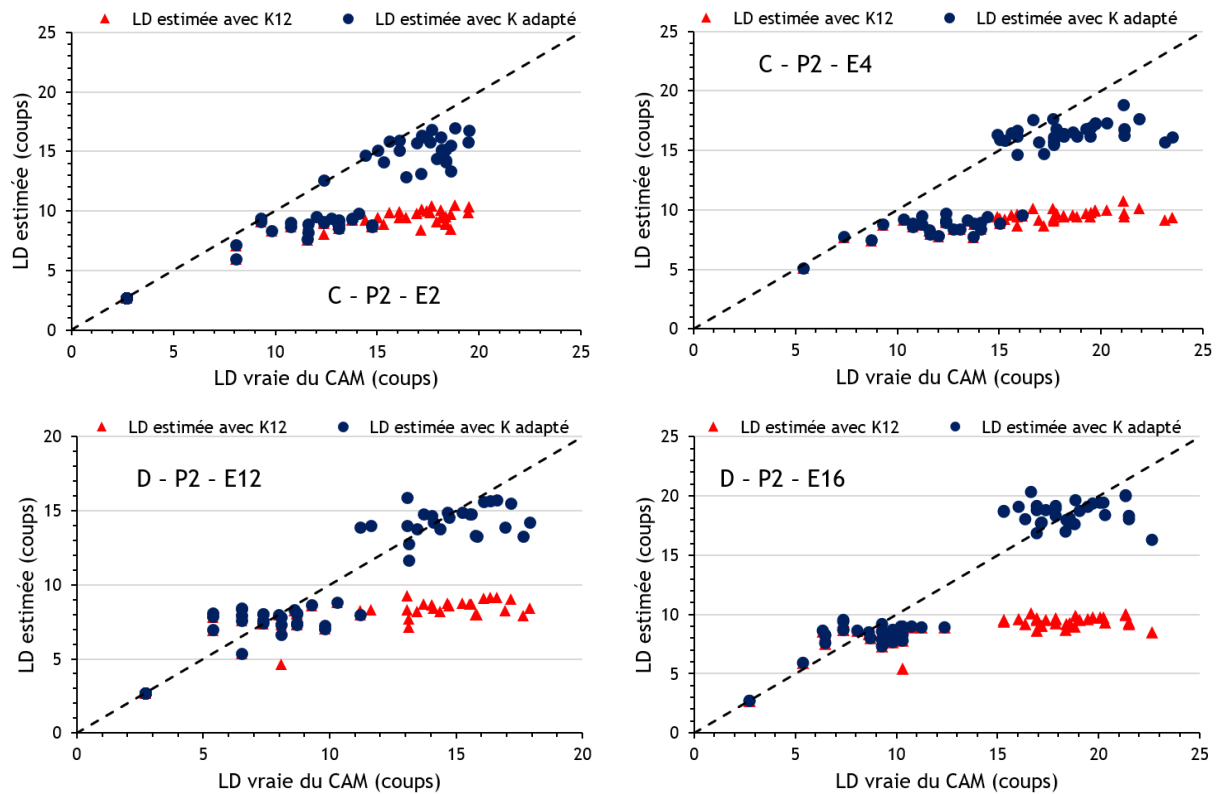 LD estimée avec K12 LD estimée avec K adapté
25
20
15
10
5
0
LD estimée (coups)
C - P2 - E2
0 5 10 15 20 25
LD vraie du CAM (coups)
LD estimée avec K12 LD estimée avec K adapté
25
20
15
10
5
0
LD estimée (coups)
C - P2 - E4
0 5 10 15 20 25
LD vraie du CAM (coups)
LD estimée avec K12 LD estimée avec K adapté
20
15
10
5
0
LD estimée (coups)
D - P2 - E12
0 5 10 15 20
LD vraie du CAM (coups)
LD estimée avec K12 LD estimée avec K adapté
25
20
15
10
5
0
LD estimée (coups)
D - P2 - E16
0 5 10 15 20 25
LD vraie du CAM (coups)